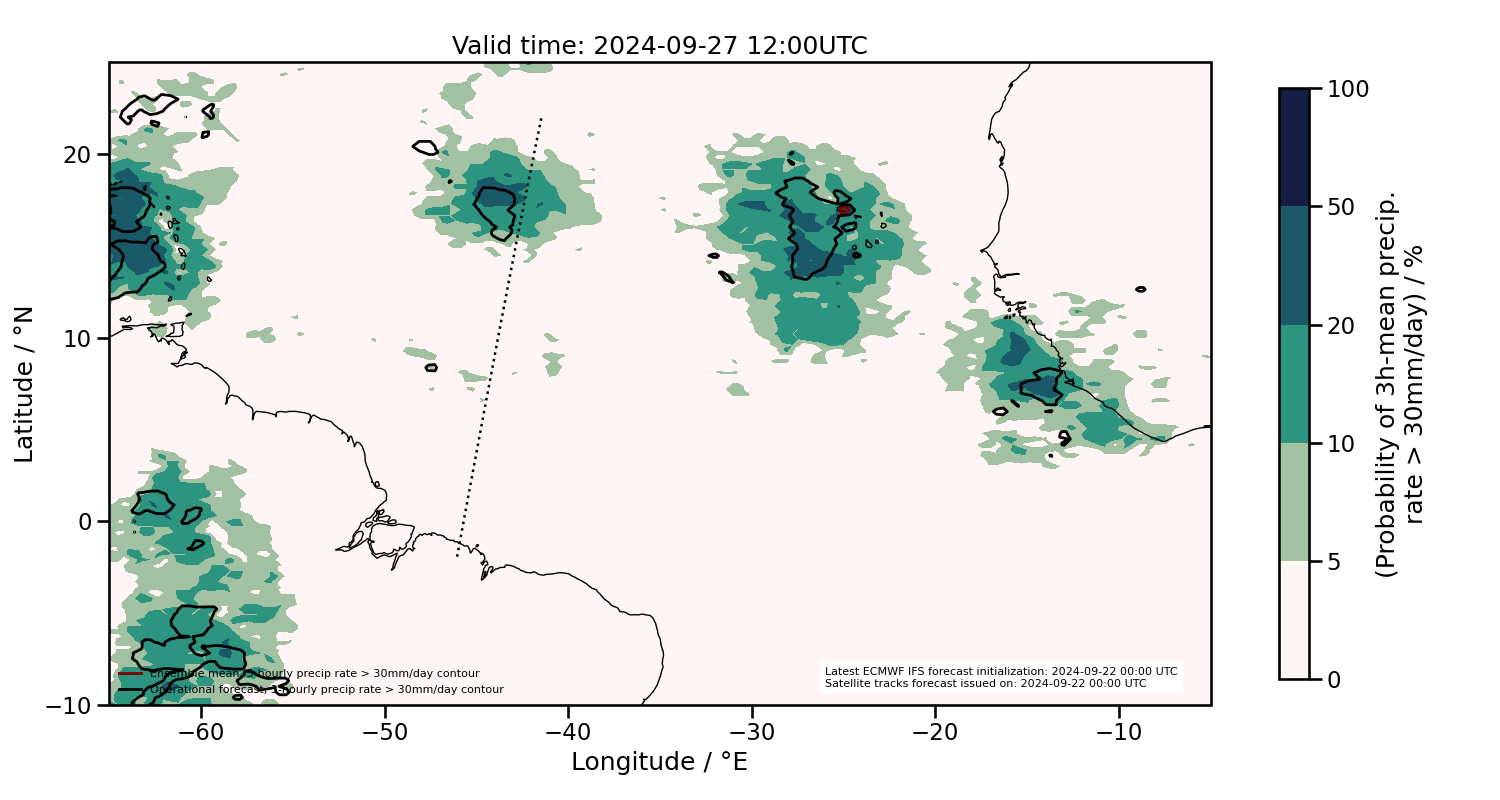 Valid time: 2024-09-27 12:00UTC
Latitude / °N
20
10
0
−10
−60
−50
−40
−30
−20
−10
Longitude / °E
Ensemble mean, 3-hourly precip rate > 30mm/day contour
Operational forecast, 3-hourly precip rate > 30mm/day contour
Latest ECMWF IFS forecast initialization: 2024-09-22 00:00 UTC
Satellite tracks forecast issued on: 2024-09-22 00:00 UTC
100
50
20
10
5
0
(Probability of 3h-mean precip.
rate > 30mm/day) / %